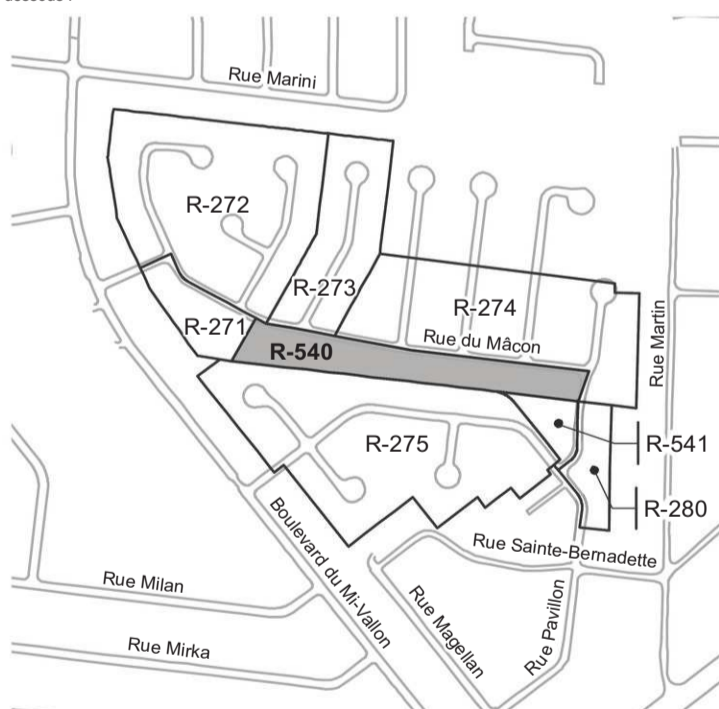 Rue Marini
R-272
R-273
R-274
R-271
Rue du Mâcon
R-540
Rue Martin
R-275
R-541
R-280
Boulevard du Mi-Vallon
Rue Sainte-Bernadette
Rue Milan
Rue Magellan
Rue Pavillon
Rue Mirka